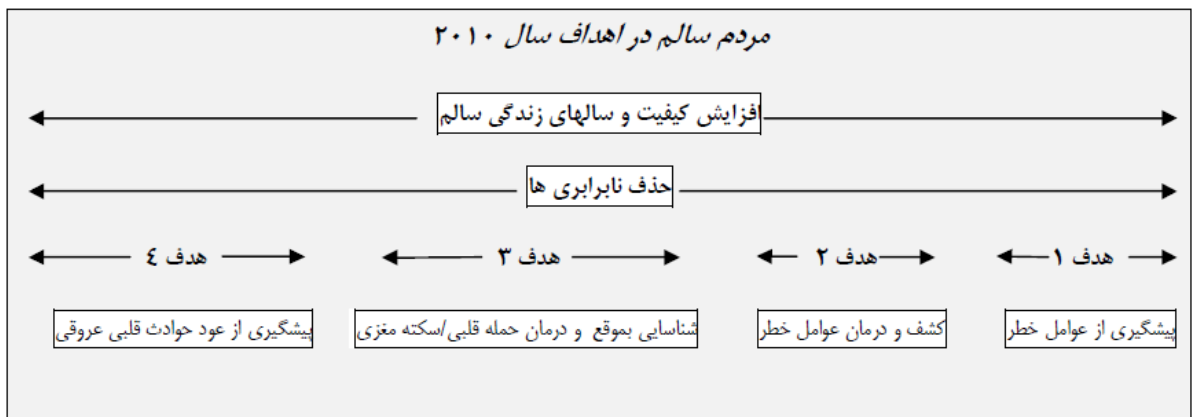 مردم سالم در اهداف سال ۲۰۱۰
افزایش کیفیت و سالهای زندگی سالم
حذف نابرابری ها
هدف ۱
هدف ۲
هدف ۳
هدف ٤
پیشگیری از عوامل خطر
کشف و درمان عوامل خطر
شناسایی بموقع و درمان حمله قلبی/سکته مغزی
پیشگیری از عود حوادث قلبی عروقی